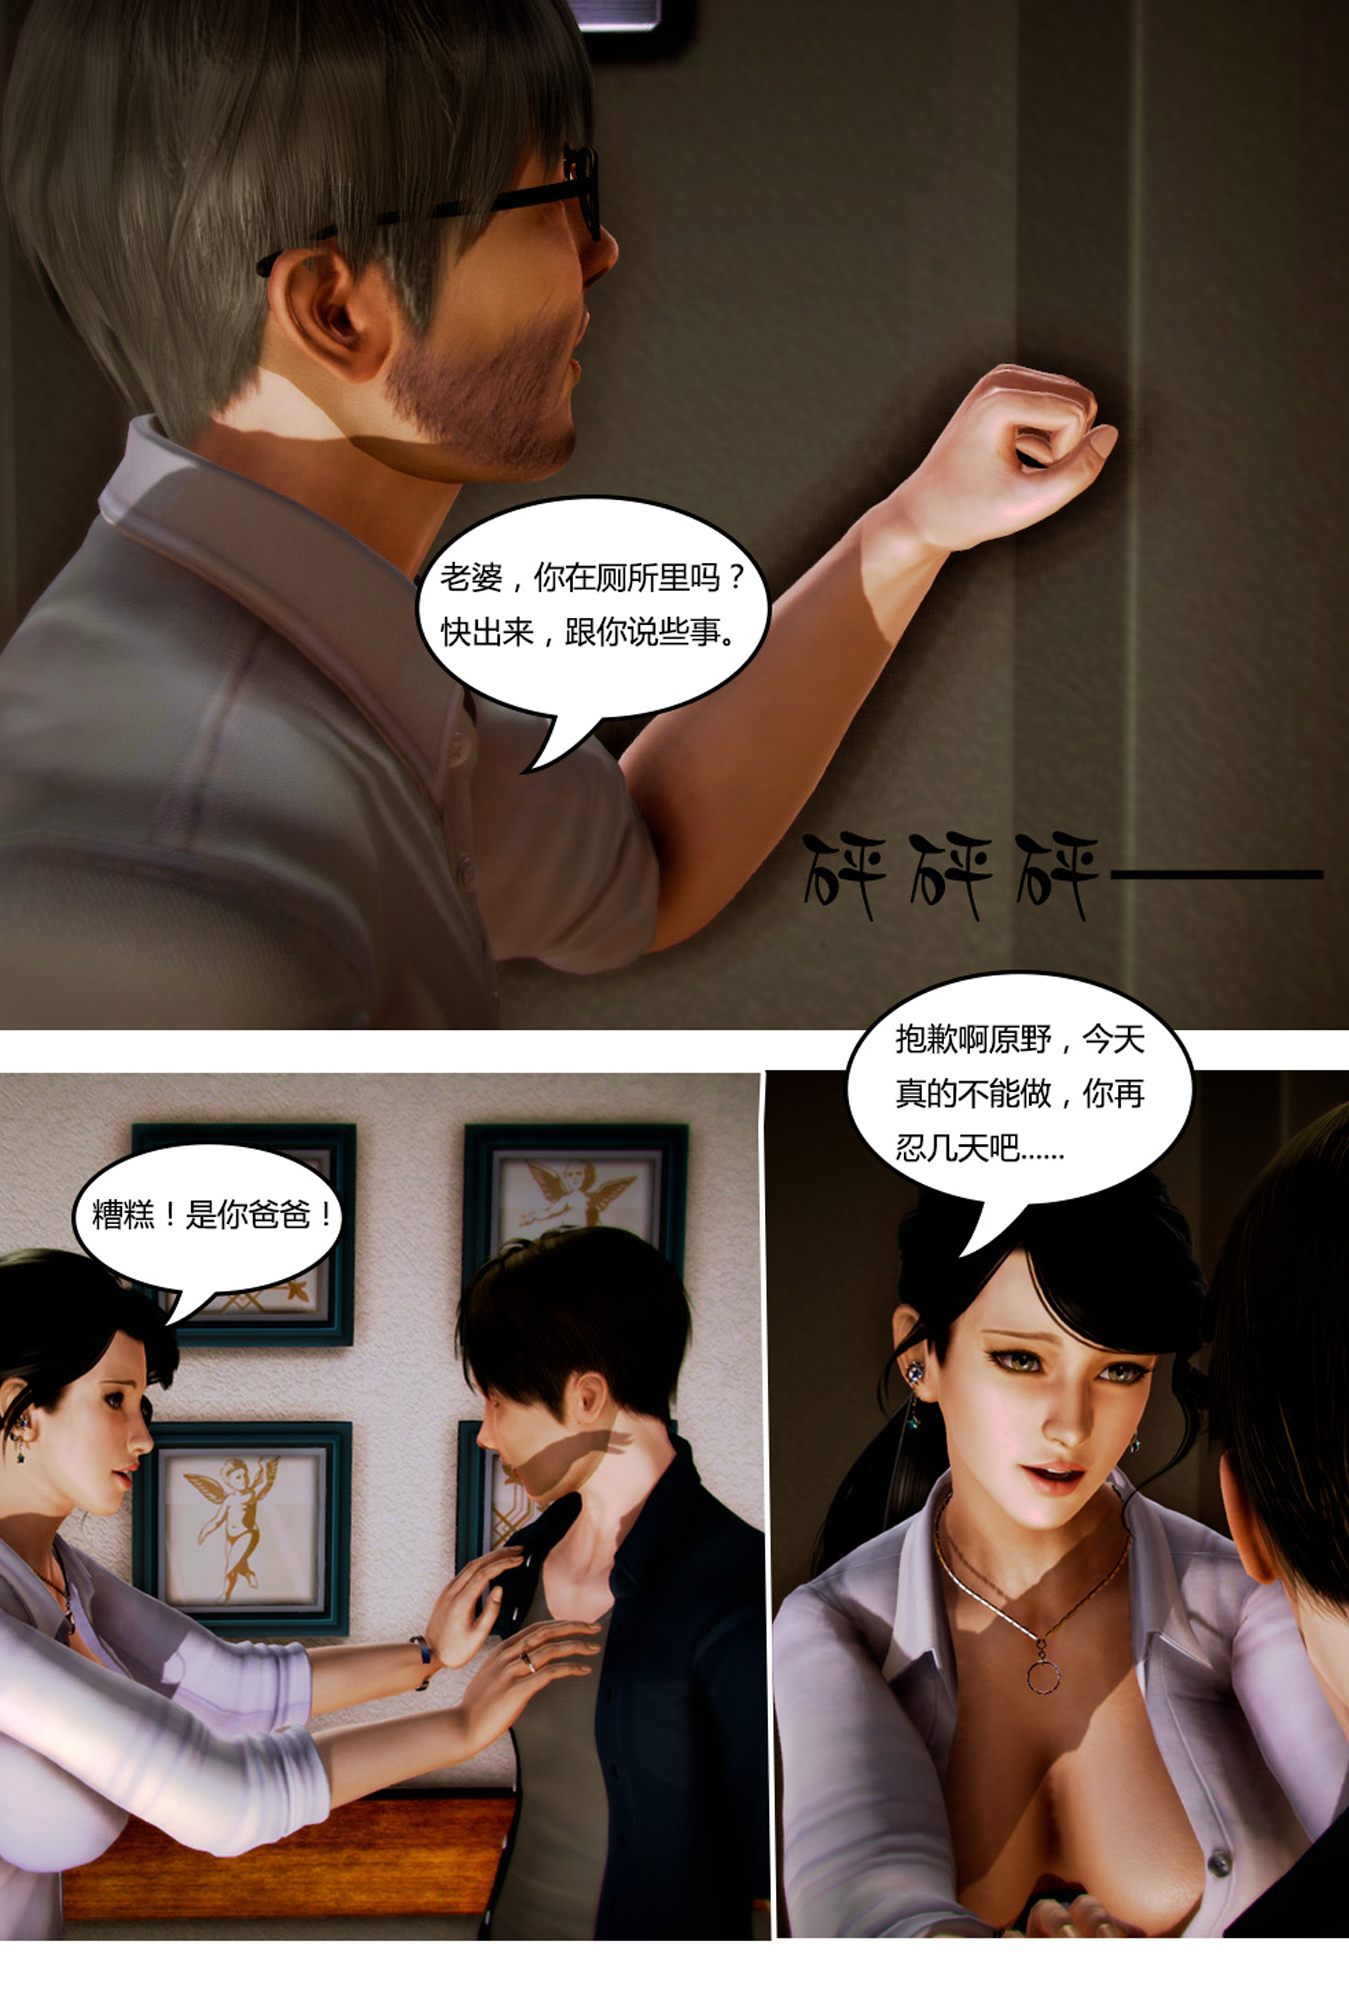 老婆，你在厕所里吗？
快出来，跟你说些事。
砰砰砰——
抱歉啊原野，今天
真的不能做，你再
忍几天吧……
糟糕！是你爸爸！